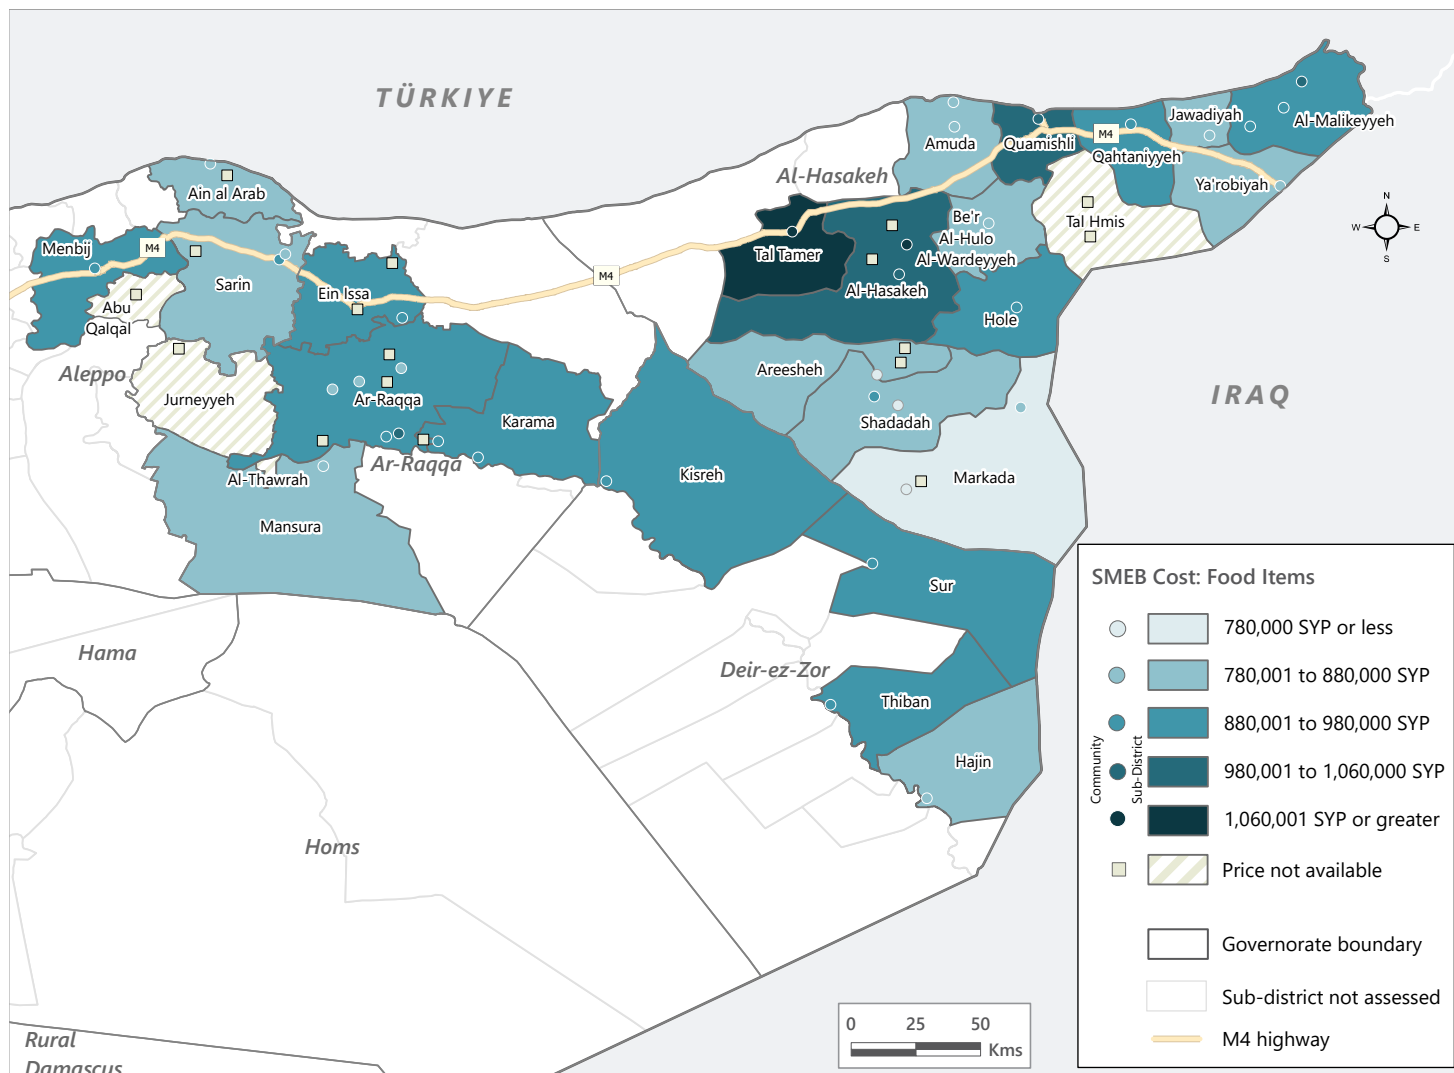 TÜRKIYE
Al-Malikeyyeh
Jawadiyah
M4
Quamishli
Qahtaniyyeh
Amuda
Ya'robiyah
Al-Hasakeh
Ain al Arab
N
W E
S
Be'r
Al-Hulo
Al-Wardeyyeh
Tal Hmis
Menbij
M4
Tal Tamer
M4
Sarin
Ein Issa
Al-Hasakeh
Abu
Qalqal
Hole
Aleppo
Areesheh
IRAQ
Jurneyyeh
Ar-Raqqa
Karama
Shadadah
Ar-Raqqa
Al-Thawrah
Kisreh
Markada
Mansura
Sur
Hama
Deir-ez-Zor
Thiban
Hajin
Homs
Rural
Damascus
0 25 50
Kms
SMEB Cost: Food Items
780,000 SYP or less
780,001 to 880,000 SYP
880,001 to 980,000 SYP
980,001 to 1,060,000 SYP
1,060,001 SYP or greater
Community
Sub-District
Price not available
Governorate boundary
Sub-district not assessed
M4 highway